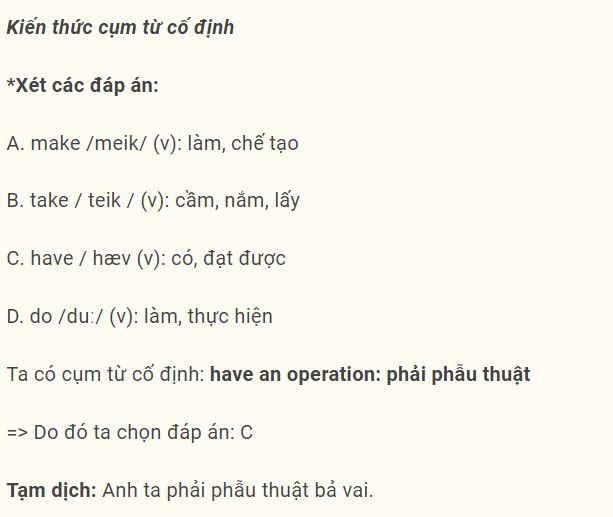 Kiến thức cụm từ cố định
*Xét các đáp án:
A. make /meik/ (v): làm, chế tạo
B. take / teik / (v): cầm, nắm, lấy
C. have / hæv (v): có, đạt được
D. do /duː/ (v): làm, thực hiện
Ta có cụm từ cố định: have an operation: phải phẫu thuật
=> Do đó ta chọn đáp án: C
Tạm dịch: Anh ta phải phẫu thuật bả vai.